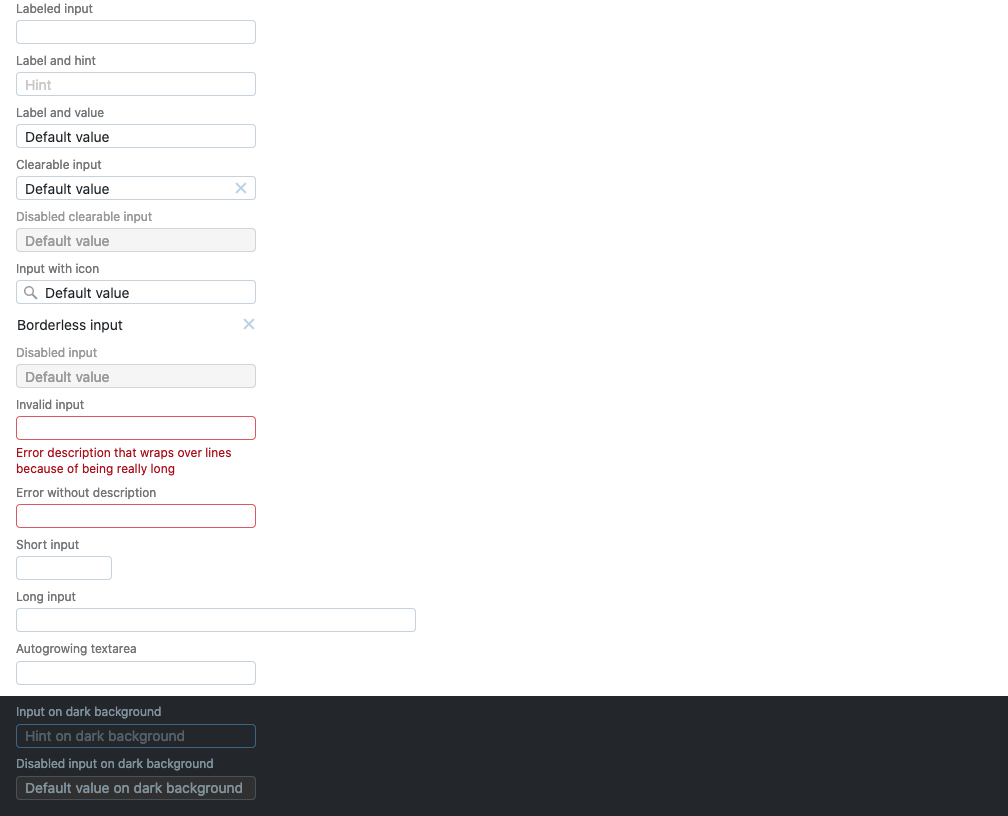 Labeled input
Label and hint
Hint
Label and value
Default value
Clearable input
Default value
Disabled clearable input
Default value
Input with icon
Default value
Borderless input
Disabled input
Default value
Invalid input
Error description that wraps over lines
because of being really long
Error without description
Short input
Long input
Autogrowing textarea
Input on dark background
Hint on dark background
Disabled input on dark background
Default value on dark background